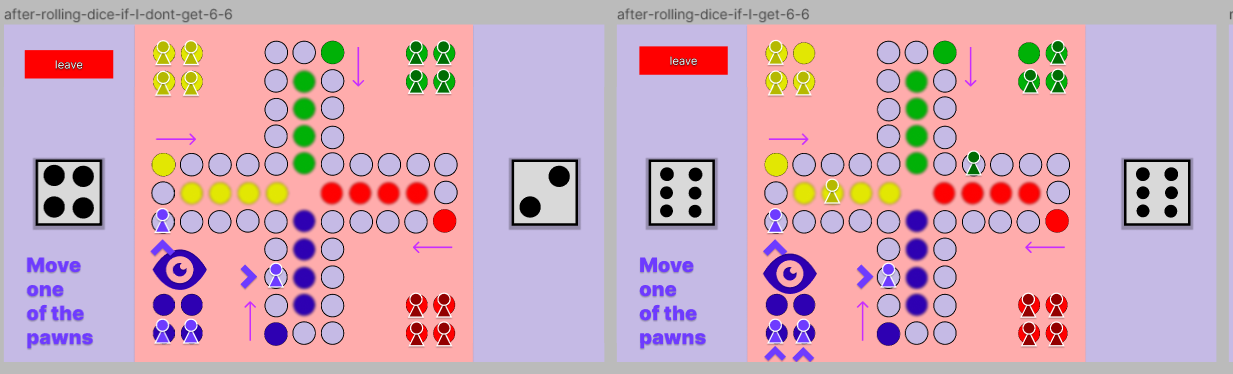 after-rolling-dice-if-I-dont-get-6-6
leave
Move
one
of the
pawns
after-rolling-dice-if-I-get-6-6
leave
Move
one
of the
pawns